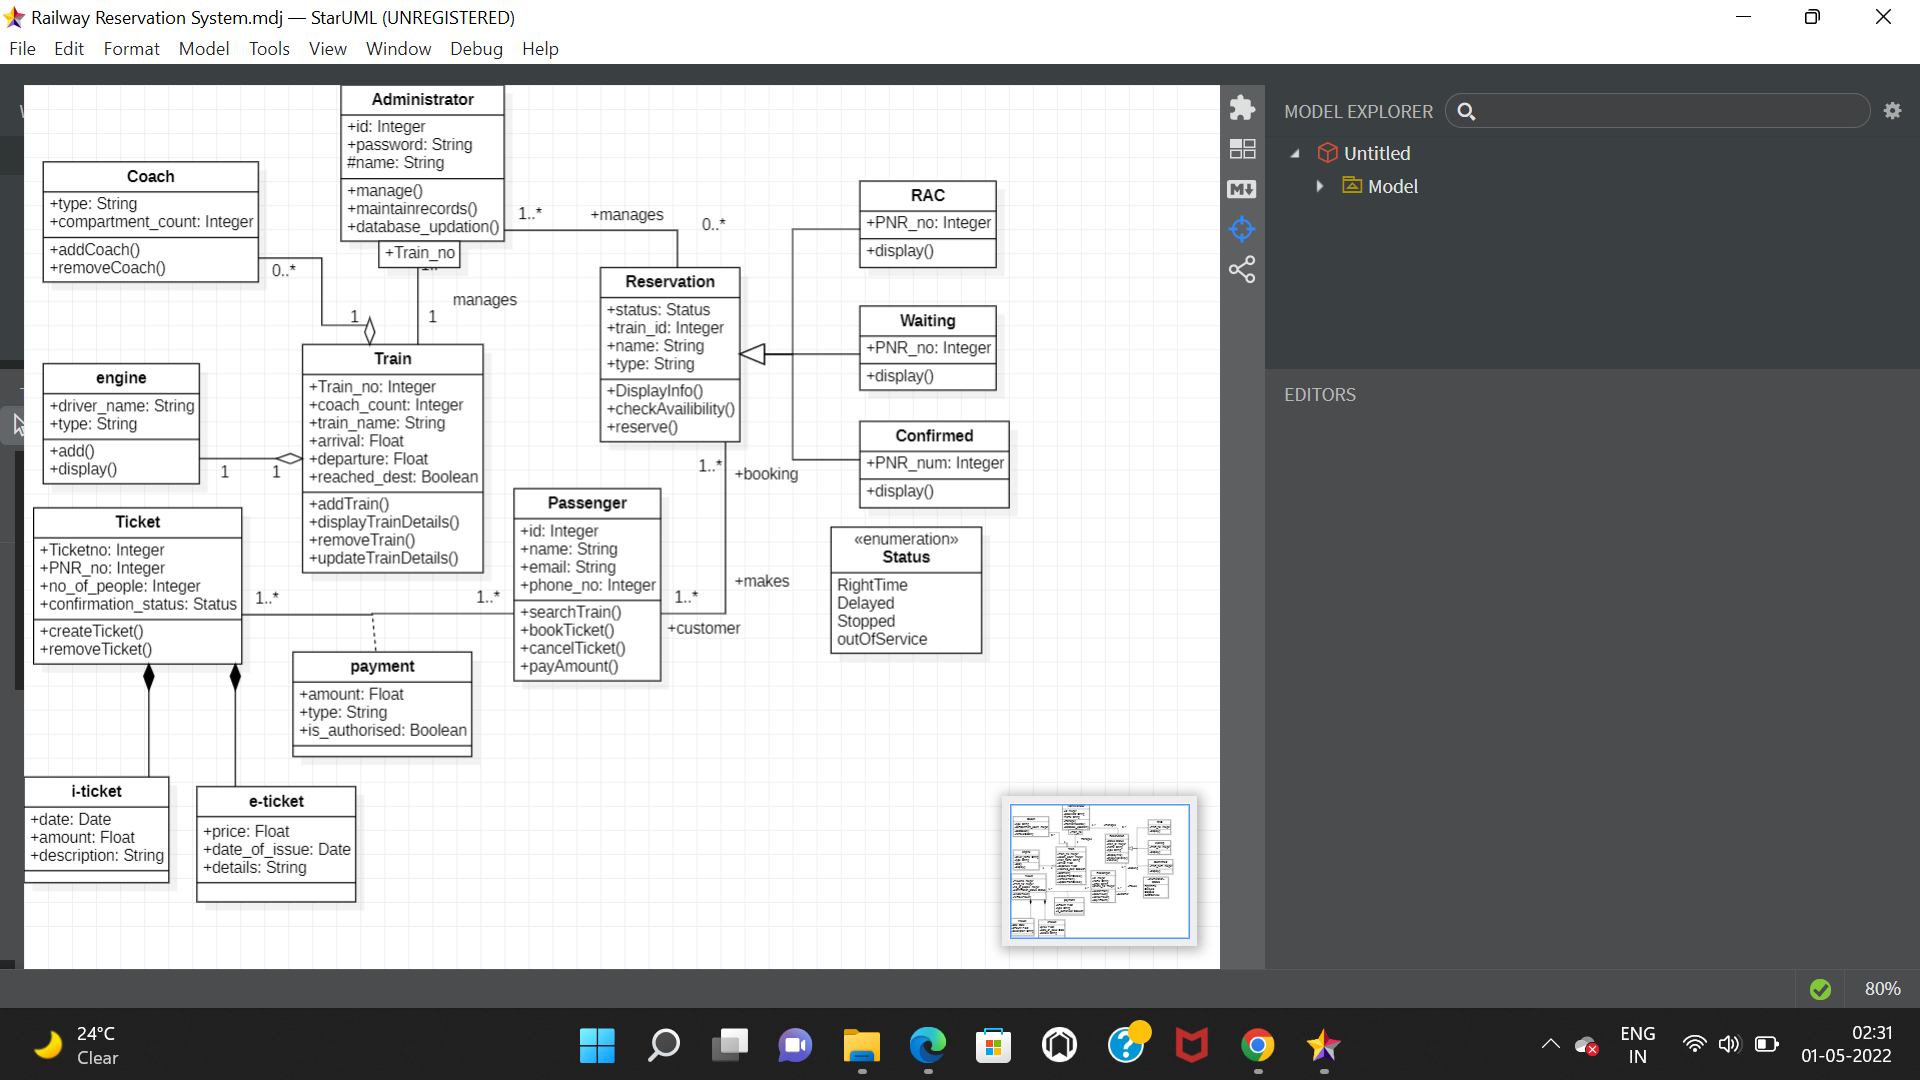 Railway Reservation System.mdj — StarUML (UNREGISTERED)
File Edit Format Model Tools View Window Debug Help
Administrator
+id: Integer
+password: String
#name: String
+manage()
+maintainrecords()
+database_updation()
+Train_no
Coach
+type: String
+compartment_count: Integer
+addCoach()
+removeCoach()
0..*
1
1
manages
1..*
+manages
0..*
Reservation
+status: Status
+train_id: Integer
+name: String
+type: String
+DisplayInfo()
+checkAvailibility()
+reserve()
RAC
+PNR_no: Integer
+display()
Waiting
+PNR_no: Integer
+display()
Confirmed
+PNR_num: Integer
+display()
«enumeration»
Status
RightTime
Delayed
Stopped
outOfService
engine
+driver_name: String
+type: String
+add()
+display()
1
1
Train
+Train_no: Integer
+coach_count: Integer
+train_name: String
+arrival: Float
+departure: Float
+reached_dest: Boolean
+addTrain()
+displayTrainDetails()
+removeTrain()
+updateTrainDetails()
Ticket
+Ticketno: Integer
+PNR_no: Integer
+no_of_people: Integer
+confirmation_status: Status
+createTicket()
+removeTicket()
1..*
1..*
Passenger
+id: Integer
+name: String
+email: String
+phone_no: Integer
+searchTrain()
+bookTicket()
+cancelTicket()
+payAmount()
1..*
+booking
+makes
1..*
+customer
payment
+amount: Float
+type: String
+is_authorised: Boolean
i-ticket
+date: Date
+amount: Float
+description: String
e-ticket
+price: Float
+date_of_issue: Date
+details: String
MODEL EXPLORER
Untitled
Model
EDITORS
80%
24°C
Clear
ENG
IN
02:31
01-05-2022